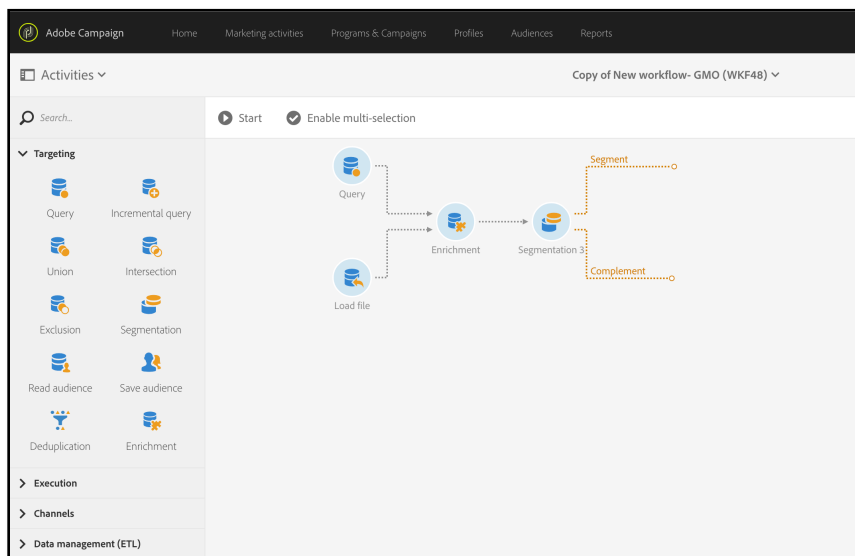 Adobe Campaign Home Marketing activities Programs & Campaigns Profiles Audiences Reports
Activities Copy of New workflow- GMO (WKF48)
Search... Start Enable multi-selection
Targeting
Query Incremental query
Union Intersection
Exclusion Segmentation
Read audience Save audience
Deduplication Enrichment
Execution
Channels
Data management (ETL)
Query
Load file
Enrichment
Segmentation 3
Segment
Complement